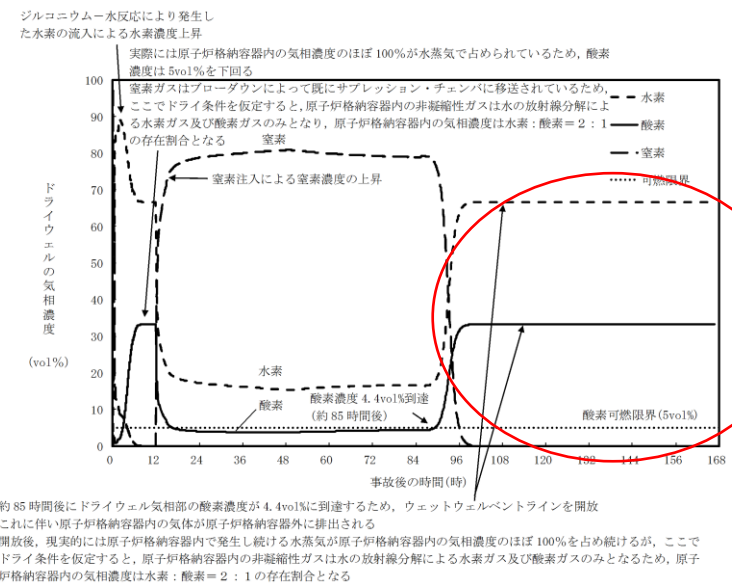 ジルコニウム－水反応により発生し
た水素の流入による水素濃度上昇
実際には原子炉格納容器内の気相濃度のほぼ100％が水蒸気で占められているため，酸素
濃度は5vol％を下回る
窒素ガスはブローダウンによって既にサプレッション・チェンバに移送されているため，
ここでドライ条件を仮定すると，原子炉格納容器内の非凝縮性ガスは水の放射線分解によ
る水素ガス及び酸素ガスのみとなり，原子炉格納容器内の気相濃度は水素：酸素＝2：1
の存在割合となる
水素
酸素
窒素
可燃限界
窒素
窒素注入による窒素濃度の上昇
ドライウェルの気相濃度
(vol%)
100
90
80
70
60
50
40
30
20
10
0
水素
酸素濃度4.4vol%到達
(約85時間後)
酸素
酸素可燃限界(5vol%)
0 12 24 36 48 60 72 84 96 108 120 132 144 156 168
事故後の時間(時)
約85時間後にドライウェル気相部の酸素濃度が4.4vol%に到達するため，ウェットウェルベントラインを開放
これに伴い原子炉格納容器内の気体が原子炉格納容器外に排出される
開放後，現実的には原子炉格納容器内で発生し続ける水蒸気が原子炉格納容器内の気相濃度のほぼ100％を占め続けるが，ここで
ドライ条件を仮定すると，原子炉格納容器内の非凝縮性ガスは水の放射線分解による水素ガス及び酸素ガスのみとなるため，原子
炉格納容器内の気相濃度は水素：酸素＝2：1の存在割合となる